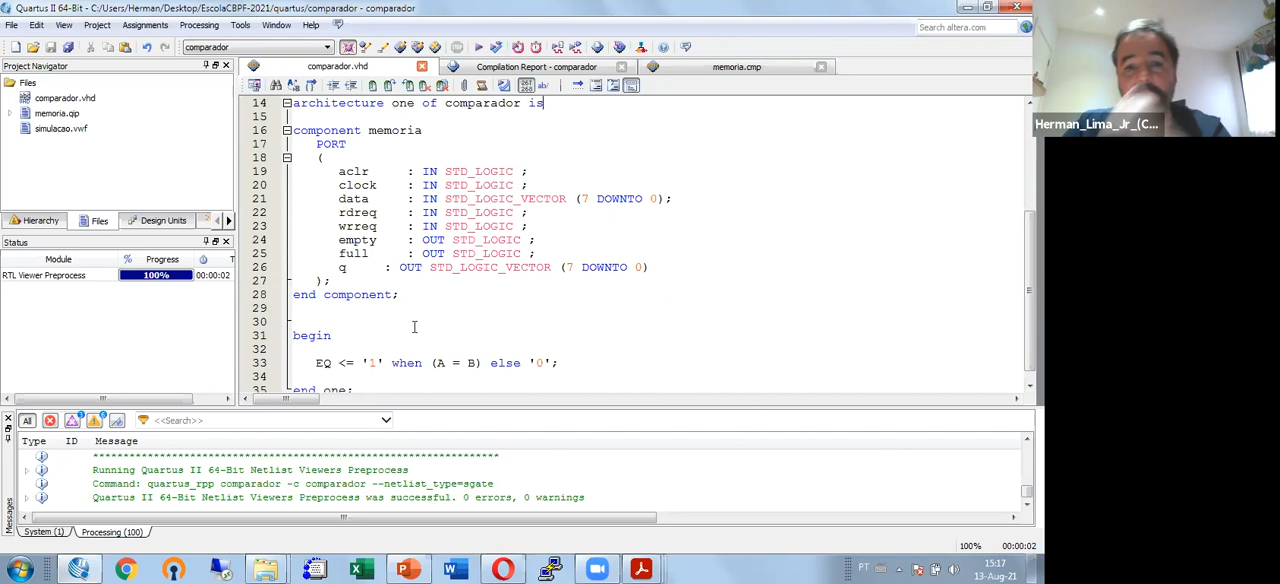 Quartus II 64-Bit - C:/Users/Herman/Desktop/EscolaCBPF-2021/quartus/comparador - comparador
File Edit View Project Assignments Processing Tools Window Help
Search altera.com
comparador
Project Navigator
Files
comparador.vhd
memoria.qip
simulacao.vwf
Hierarchy Files Design Units
Status
Module % Progress T
RTL Viewer Preprocess 100% 00:00:02
comparador.vhd Compilation Report - comparador memoria.cmp
267
268 ab/
14 architecture one of comparador is
15
16 component memoria
17 PORT
18 (
19 aclr : IN STD_LOGIC ;
20 clock : IN STD_LOGIC ;
21 data : IN STD_LOGIC_VECTOR (7 DOWNTO 0);
22 rdreq : IN STD_LOGIC ;
23 wrreq : IN STD_LOGIC ;
24 empty : OUT STD_LOGIC ;
25 full : OUT STD_LOGIC ;
26 q : OUT STD_LOGIC_VECTOR (7 DOWNTO 0)
27 );
28 end component;
29
30
31 begin
32
33 EQ <= '1' when (A = B) else '0';
34
35 end one;
Herman_Lima_Jr_(C...
All <<Search>>
Type ID Message
Running Quartus II 64-Bit Netlist Viewers Preprocess
Command: quartus_rpp comparador -c comparador --netlist_type=sgate
Quartus II 64-Bit Netlist Viewers Preprocess was successful. 0 errors, 0 warnings
Messages
System (1) Processing (100)
100% 00:00:02
PT
15:17
13-Aug-21